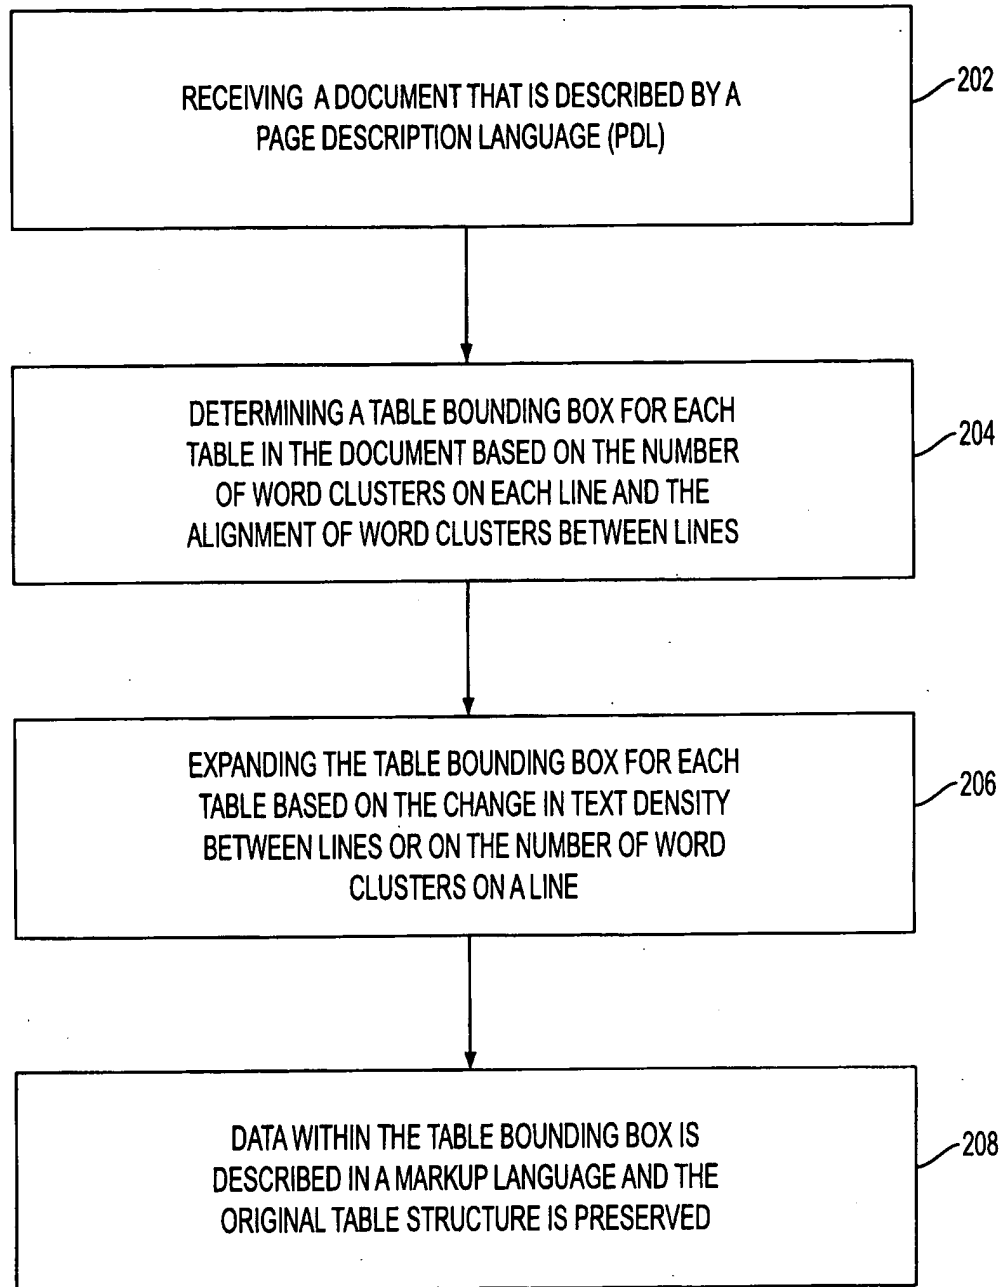 RECEIVING A DOCUMENT THAT IS DESCRIBED BY A
PAGE DESCRIPTION LANGUAGE (PDL)
202
DETERMINING A TABLE BOUNDING BOX FOR EACH
TABLE IN THE DOCUMENT BASED ON THE NUMBER
OF WORD CLUSTERS ON EACH LINE AND THE
ALIGNMENT OF WORD CLUSTERS BETWEEN LINES
204
EXPANDING THE TABLE BOUNDING BOX FOR EACH
TABLE BASED ON THE CHANGE IN TEXT DENSITY
BETWEEN LINES OR ON THE NUMBER OF WORD
CLUSTERS ON A LINE
206
DATA WITHIN THE TABLE BOUNDING BOX IS
DESCRIBED IN A MARKUP LANGUAGE AND THE
ORIGINAL TABLE STRUCTURE IS PRESERVED
208